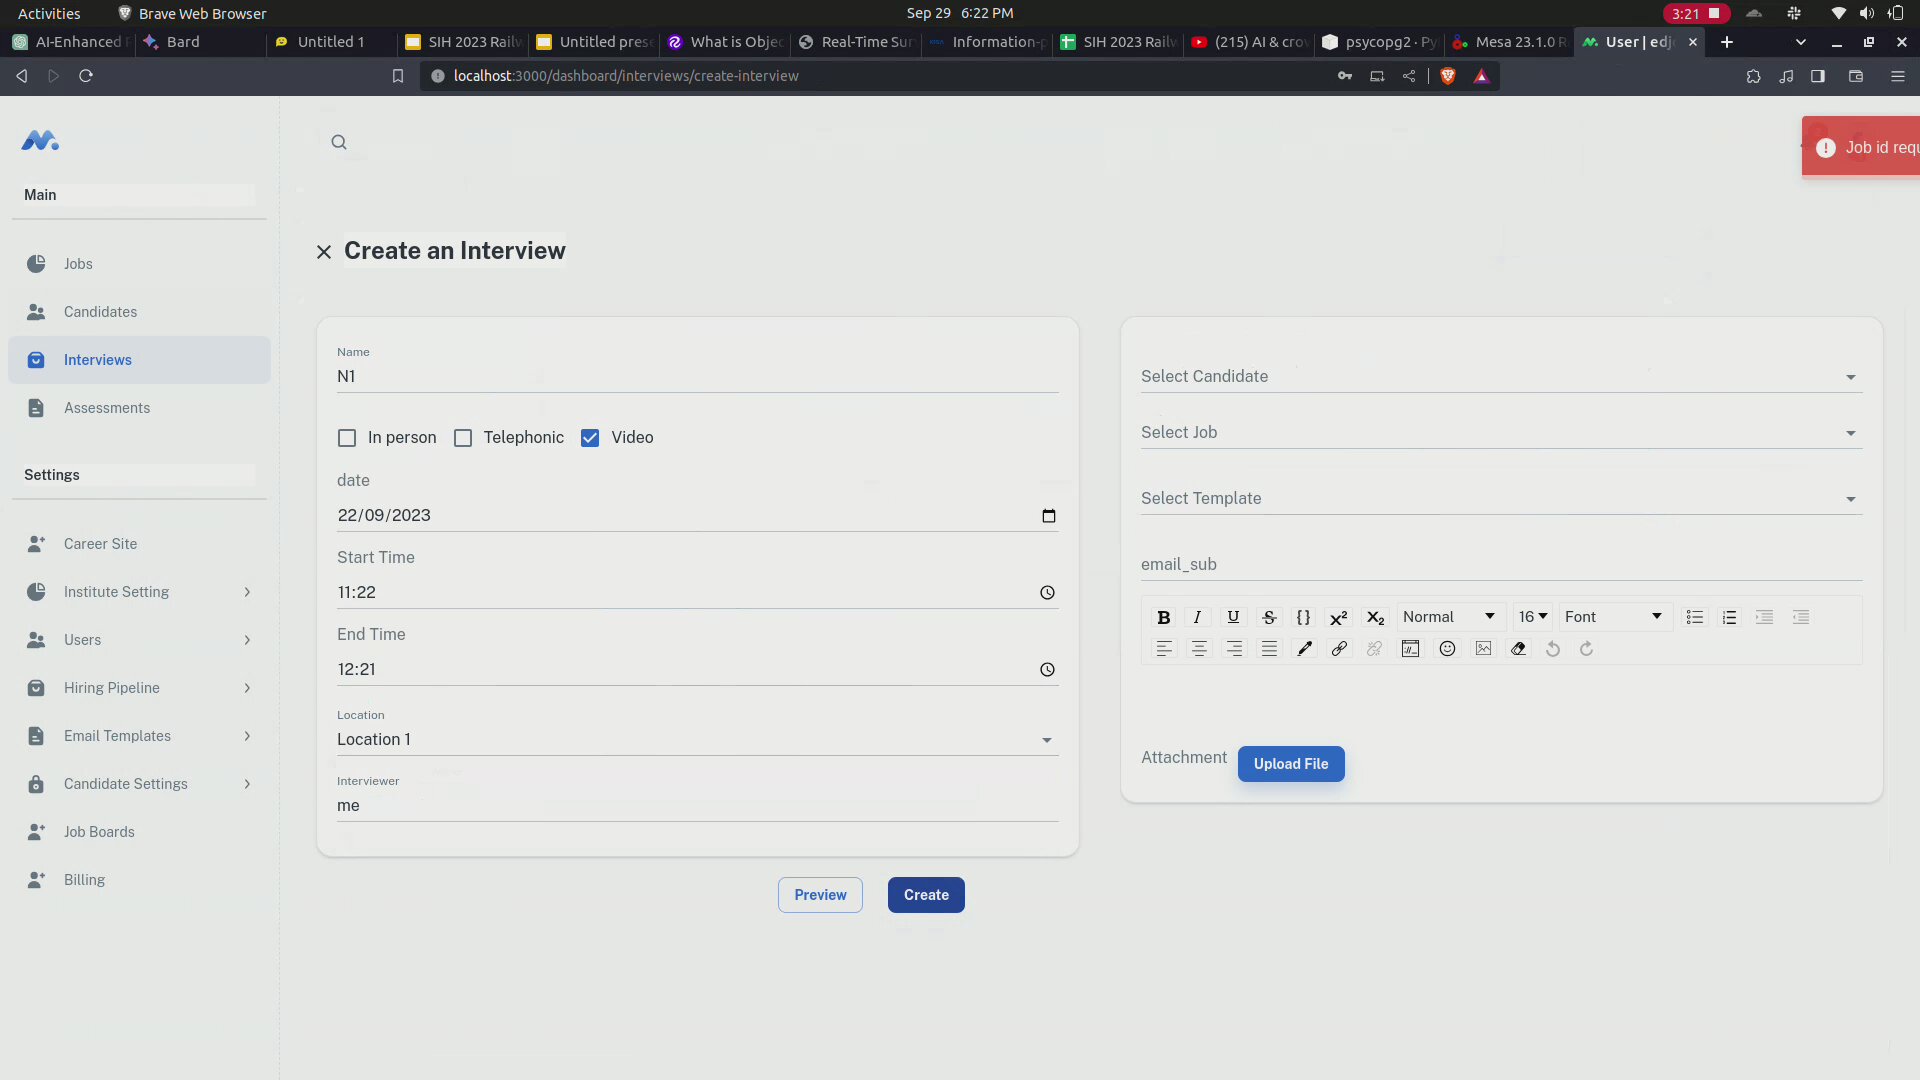 Activities Brave Web Browser Sep 29 6:22 PM 3:21
AI-Enhanced Bard Untitled 1 SIH 2023 Railw Untitled prese What is Objec Real-Time Sur Information-p SIH 2023 Railw (215) AI & crow psycopg2 · Py Mesa 23.1.0 R User | edjo
localhost:3000/dashboard/interviews/create-interview
Job id requ
Main
Jobs
Candidates
Interviews
Assessments
Settings
Career Site
Institute Setting
Users
Hiring Pipeline
Email Templates
Candidate Settings
Job Boards
Billing
Create an Interview
Name
N1
In person Telephonic Video
date
22/09/2023
Start Time
11:22
End Time
12:21
Location
Location 1
Interviewer
me
Select Candidate
Select Job
Select Template
email_sub
B I U S {} X² X₂ Normal 16 Font
Attachment Upload File
Preview Create